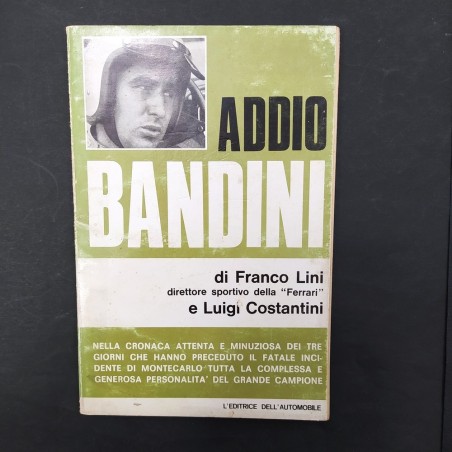 ADDIO
BANDINI
di Franco Lini
direttore sportivo della "Ferrari"
e Luigi Costantini
NELLA CRONACA ATTENTA E MINUZIOSA DEI TRE
GIORNI CHE HANNO PRECEDUTO IL FATALE INCI-
DENTE DI MONTECARLO TUTTA LA COMPLESSA E
GENEROSA PERSONALITA' DEL GRANDE CAMPIONE
L'EDITRICE DELL'AUTOMOBILE